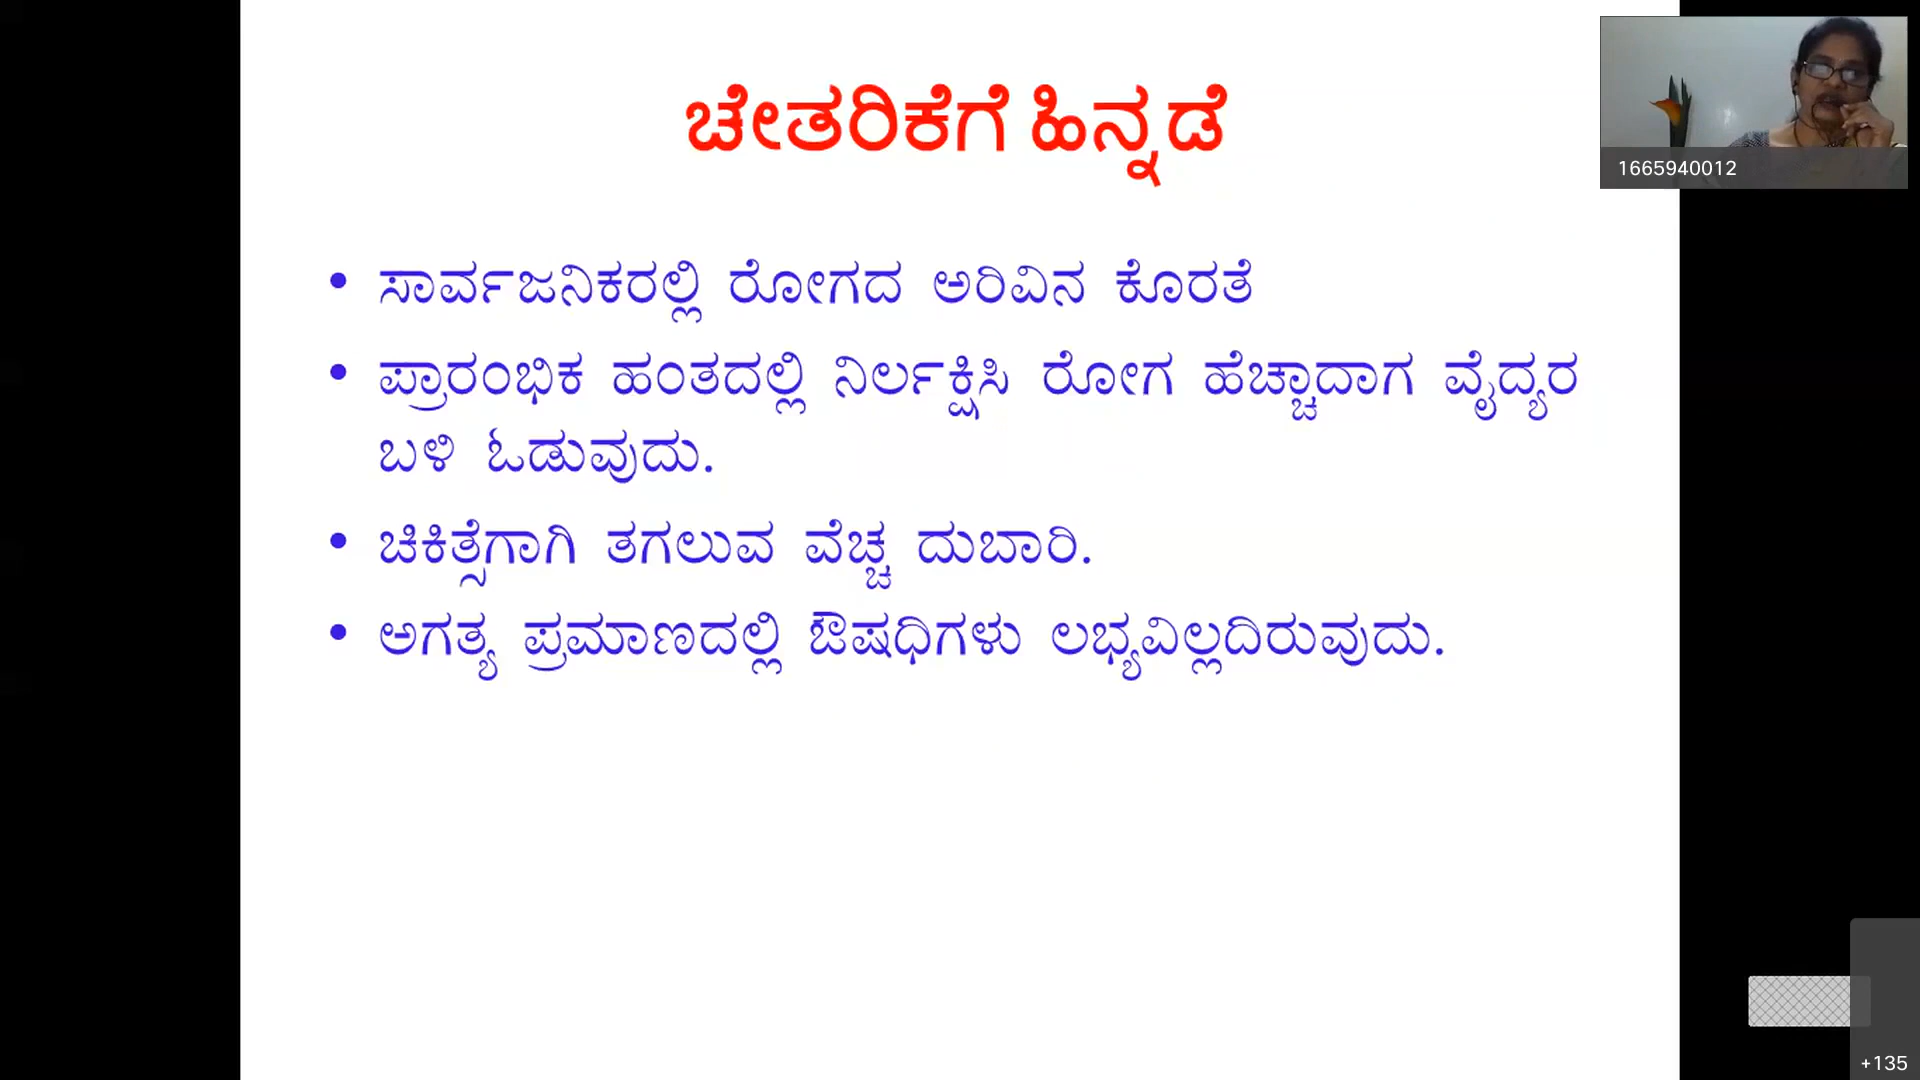 ಚೇತರಿಕೆಗೆ ಹಿನ್ನಡೆ
1665940012
• ಸಾರ್ವಜನಿಕರಲ್ಲಿ ರೋಗದ ಅರಿವಿನ ಕೊರತೆ
• ಪ್ರಾರಂಭಿಕ ಹಂತದಲ್ಲಿ ನಿರ್ಲಕ್ಷಿಸಿ ರೋಗ ಹೆಚ್ಚಾದಾಗ ವೈದ್ಯರ
ಬಳಿ ಓಡುವುದು.
• ಚಿಕಿತ್ಸೆಗಾಗಿ ತಗಲುವ ವೆಚ್ಚ ದುಬಾರಿ.
• ಅಗತ್ಯ ಪ್ರಮಾಣದಲ್ಲಿ ಔಷಧಿಗಳು ಲಭ್ಯವಿಲ್ಲದಿರುವುದು.
+135